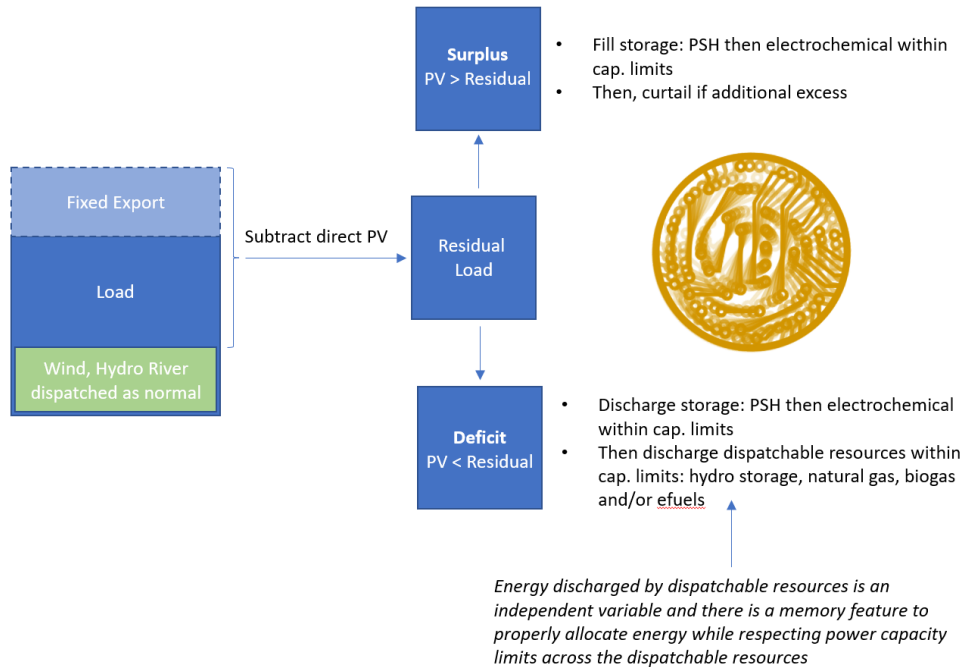 Surplus
PV > Residual
• Fill storage: PSH then electrochemical within
cap. limits
• Then, curtail if additional excess
Fixed Export
Load
Wind, Hydro River
dispatched as normal
Subtract direct PV
Residual
Load
Deficit
PV < Residual
• Discharge storage: PSH then electrochemical
within cap. limits
• Then discharge dispatchable resources within
cap. limits: hydro storage, natural gas, biogas
and/or efuels
Energy discharged by dispatchable resources is an
independent variable and there is a memory feature to
properly allocate energy while respecting power capacity
limits across the dispatchable resources